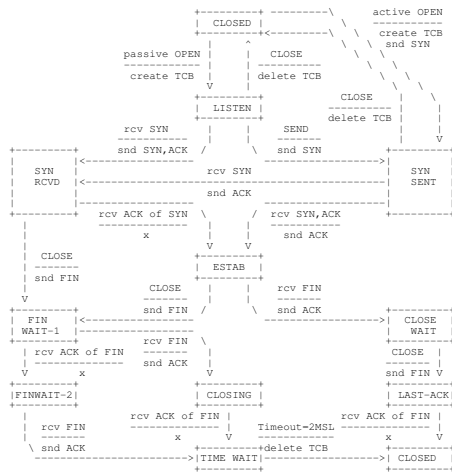 active OPEN
CLOSED
create TCB
snd SYN
passive OPEN CLOSE
create TCB delete TCB
CLOSE
LISTEN
delete TCB
rcv SYN SEND
snd SYN,ACK snd SYN
SYN rcv SYN SYN
RCVD SENT
snd ACK
rcv ACK of SYN rcv SYN,ACK
x snd ACK
CLOSE
ESTAB
snd FIN
CLOSE rcv FIN
snd FIN snd ACK
FIN CLOSE
WAIT-1 rcv FIN WAIT
rcv ACK of FIN CLOSE
snd ACK snd FIN V
V x V
FINWAIT-2 CLOSING LAST-ACK
rcv ACK of FIN rcv ACK of FIN
rcv FIN Timeout=2MSL
x V x V
snd ACK delete TCB
TIME WAIT CLOSED